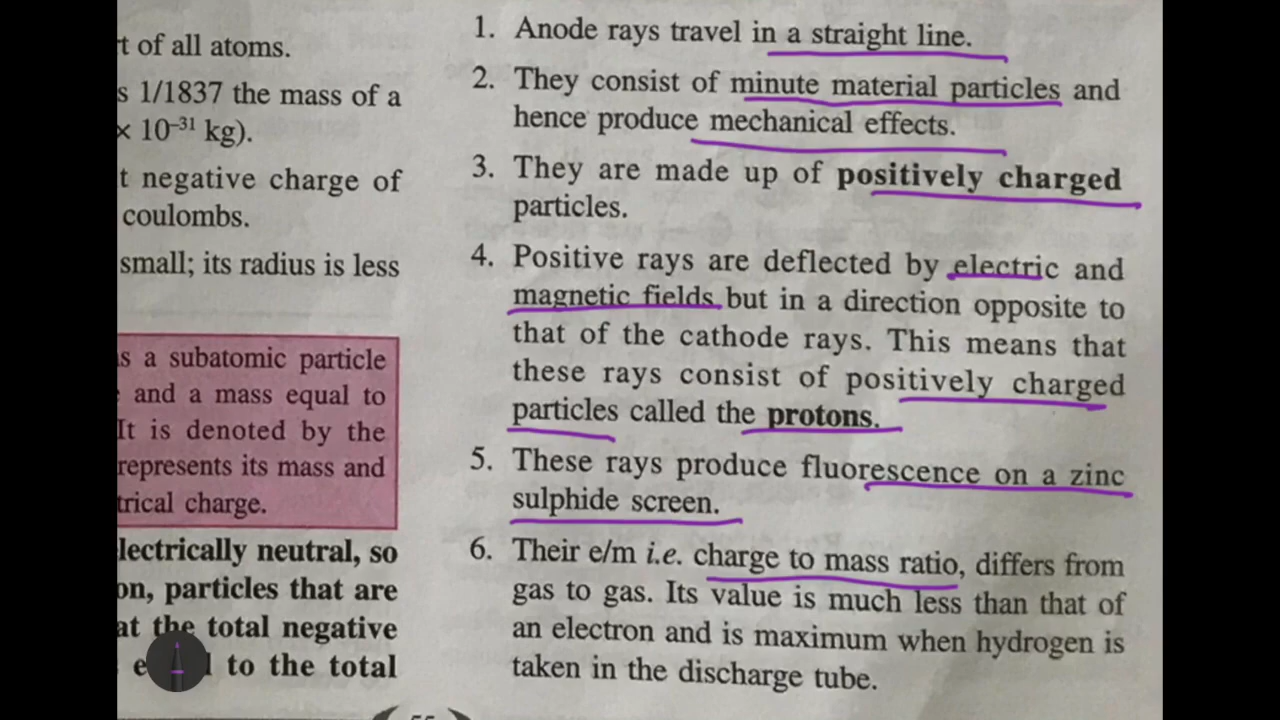 t of all atoms.
s 1/1837 the mass of a
× 10⁻³¹ kg).
t negative charge of
coulombs.
small; its radius is less
s a subatomic particle
and a mass equal to
It is denoted by the
represents its mass and
trical charge.
lectrically neutral, so
on, particles that are
at the total negative
to the total
1. Anode rays travel in a straight line.
2. They consist of minute material particles and
hence produce mechanical effects.
3. They are made up of positively charged
particles.
4. Positive rays are deflected by electric and
magnetic fields but in a direction opposite to
that of the cathode rays. This means that
these rays consist of positively charged
particles called the protons.
5. These rays produce fluorescence on a zinc
sulphide screen.
6. Their e/m i.e. charge to mass ratio, differs from
gas to gas. Its value is much less than that of
an electron and is maximum when hydrogen is
taken in the discharge tube.